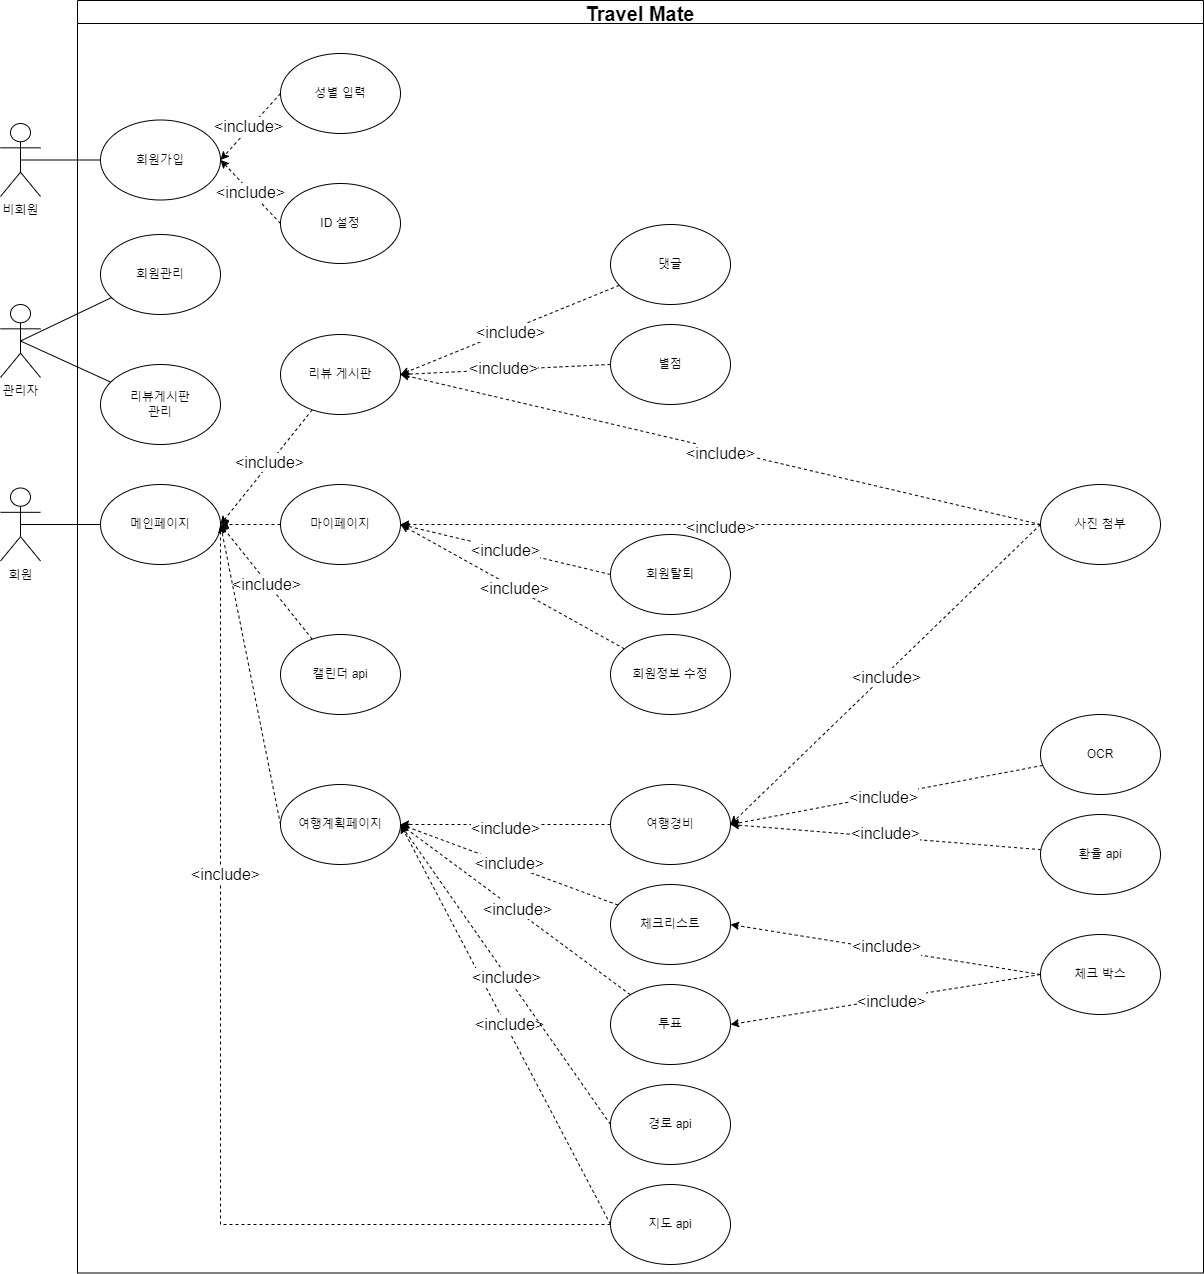 Travel Mate
성별 입력
<include>
비회원
회원가입
<include>
ID 설정
회원관리
관리자
리뷰게시판
관리
댓글
<include>
별점
<include>
리뷰 게시판
<include>
<include>
회원
메인페이지
마이페이지
<include>
사진 첨부
<include>
회원탈퇴
<include>
<include>
캘린더 api
회원정보 수정
<include>
OCR
<include>
여행계획페이지
<include>
여행경비
<include>
환율 api
<include>
<include>
<include>
체크리스트
<include>
체크 박스
<include>
<include>
<include>
투표
경로 api
지도 api